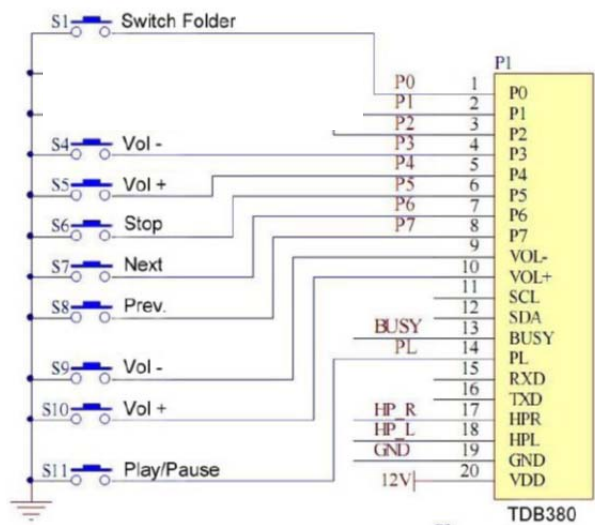 S1 Switch Folder
P1
P0 1 P0
P1 2 P1
P2 3 P2
S4 Vol - P3 4 P3
S5 Vol + P4 5 P4
P5 6 P5
S6 Stop P6 7 P6
P7 8 P7
S7 Next 9 VOL-
10 VOL+
11 SCL
S8 Prev. 12 SDA
BUSY 13 BUSY
PL 14 PL
S9 Vol - 15 RXD
16 TXD
S10 Vol + HP_R 17 HPR
HP_L 18 HPL
GND 19 GND
S11 Play/Pause 12V 20 VDD
TDB380